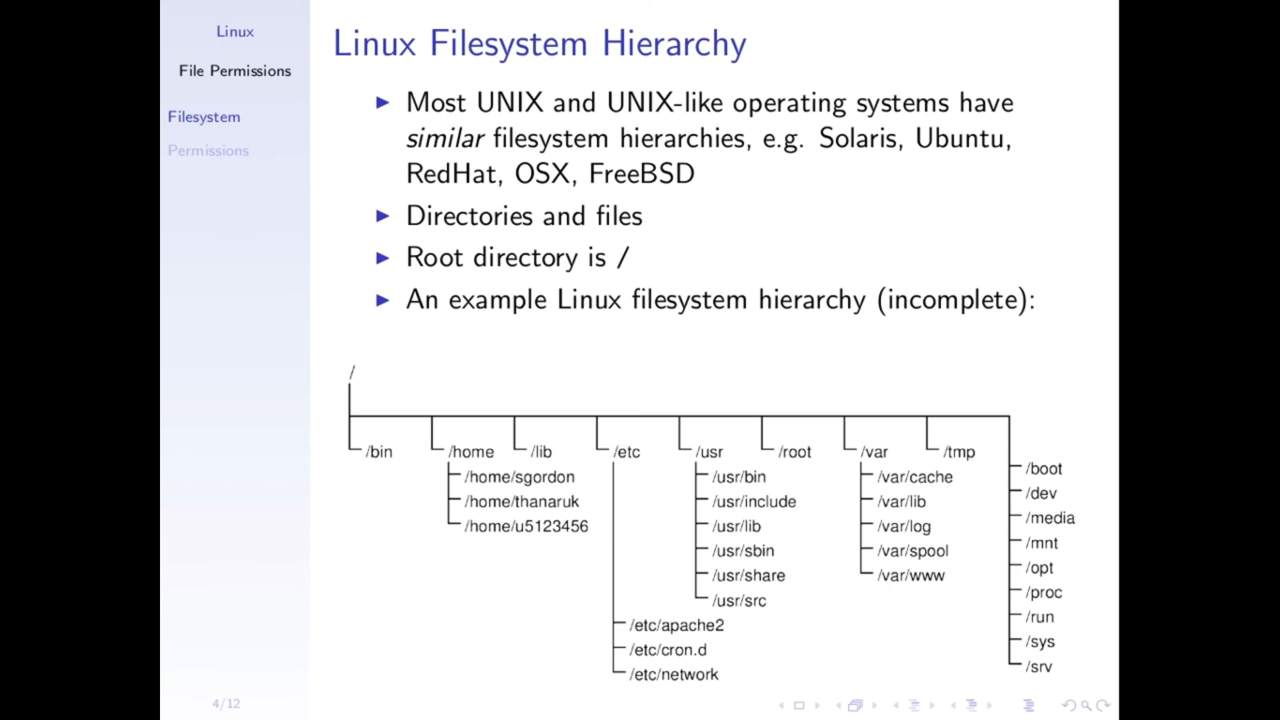 Linux
File Permissions
Filesystem
Permissions
Linux Filesystem Hierarchy
Most UNIX and UNIX-like operating systems have
similar filesystem hierarchies, e.g. Solaris, Ubuntu,
RedHat, OSX, FreeBSD
Directories and files
Root directory is /
An example Linux filesystem hierarchy (incomplete):
/
/bin
/home
/home/sgordon
/home/thanaruk
/home/u5123456
/lib
/etc
/etc/apache2
/etc/cron.d
/etc/network
/usr
/usr/bin
/usr/include
/usr/lib
/usr/sbin
/usr/share
/usr/src
/root
/var
/var/cache
/var/lib
/var/log
/var/spool
/var/www
/tmp
/boot
/dev
/media
/mnt
/opt
/proc
/run
/sys
/srv
4/12